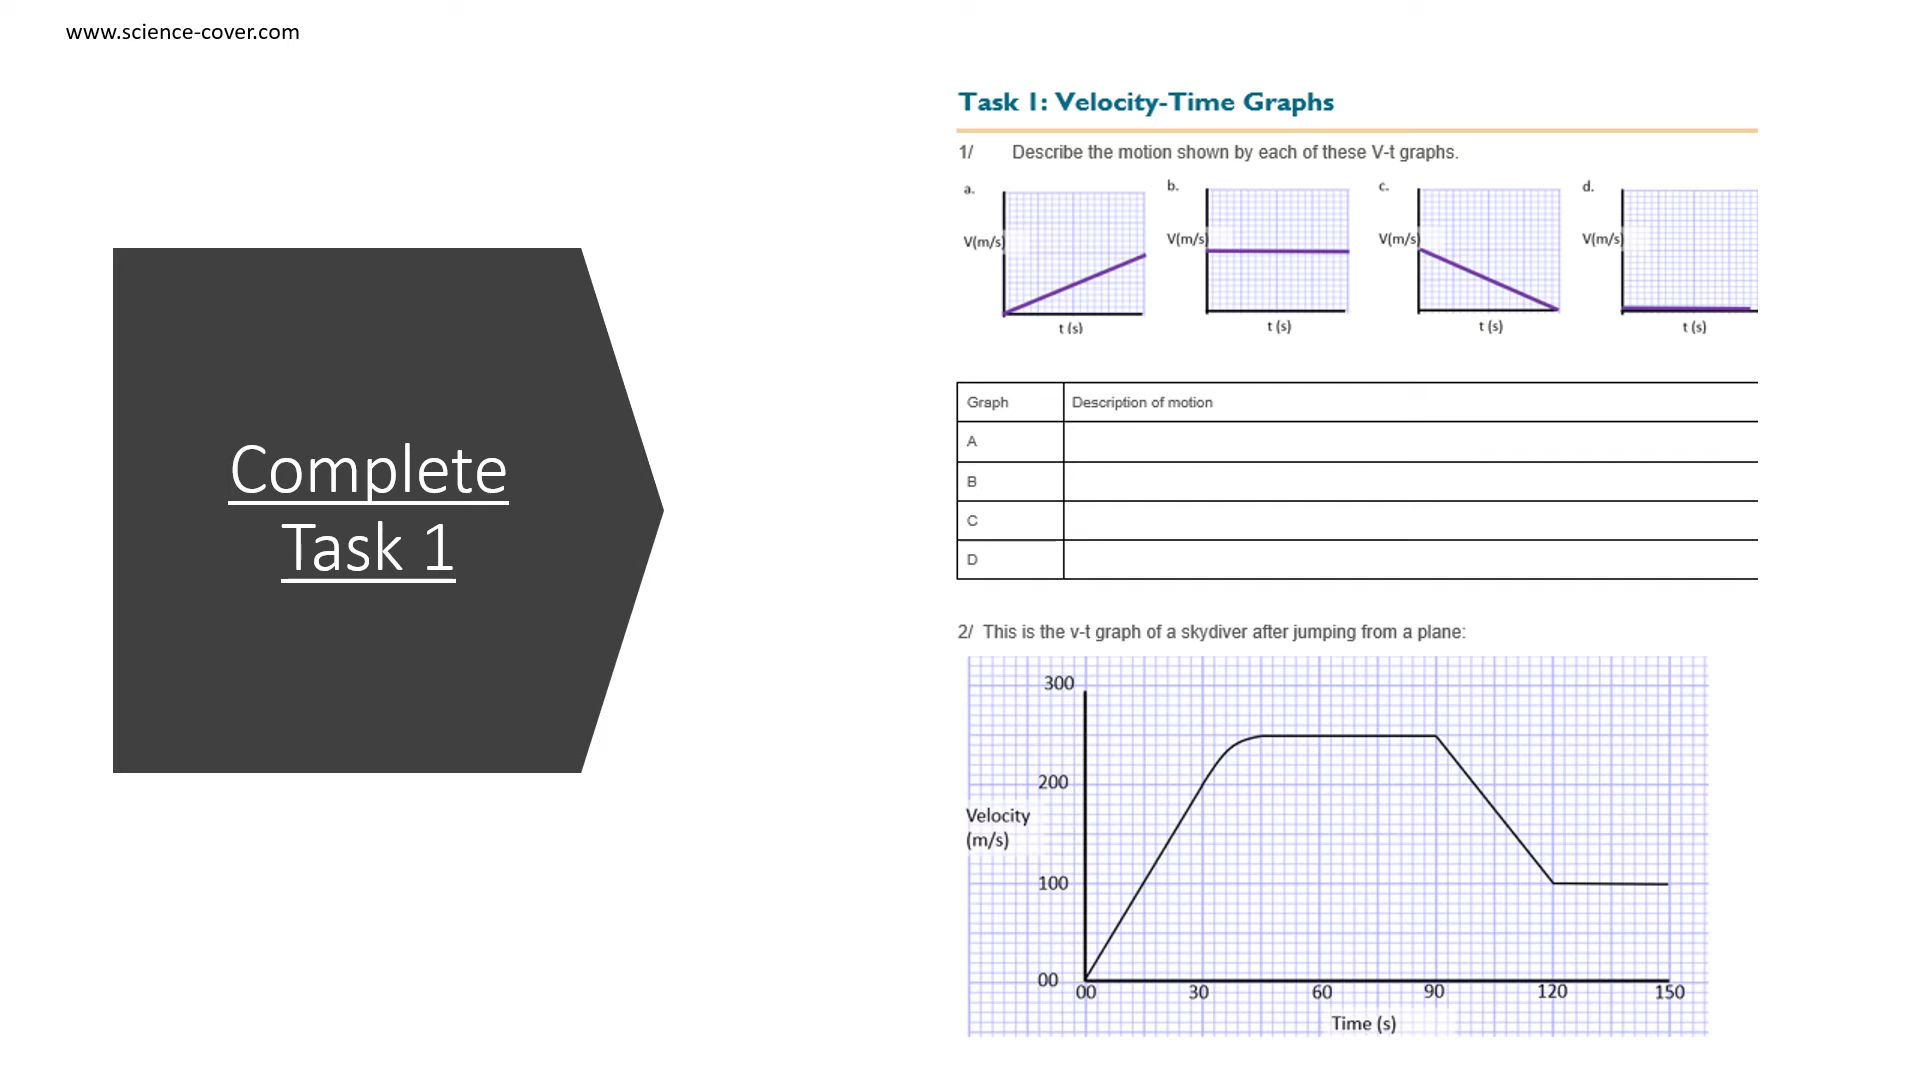 www.science-cover.com
Complete
Task 1
Task 1: Velocity-Time Graphs
1/ Describe the motion shown by each of these V-t graphs.
a. b. c. d.
V(m/s) V(m/s) V(m/s) V(m/s)
t (s) t (s) t (s) t (s)
Graph Description of motion
A
B
C
D
2/ This is the v-t graph of a skydiver after jumping from a plane:
300
200
Velocity
(m/s)
100
00
00 30 60 90 120 150
Time (s)